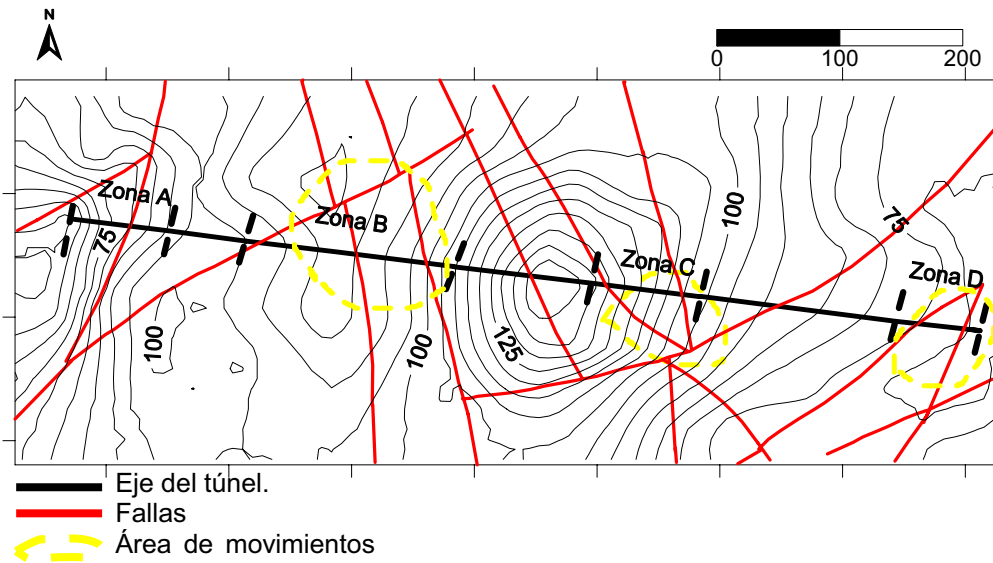 N
0 100 200
Zona A
Zona B
Zona C
Zona D
75
100
100
125
100
75
Eje del túnel.
Fallas
Área de movimientos